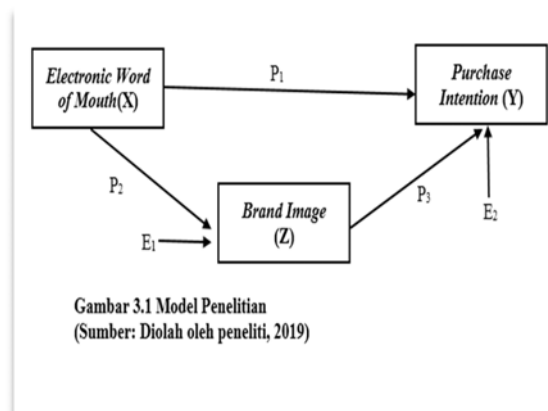 Electronic Word
of Mouth(X)
P₁
Purchase
Intention (Y)
P₂
Brand Image
(Z)
P₃
E₁
E₂
Gambar 3.1 Model Penelitian
(Sumber: Diolah oleh peneliti, 2019)